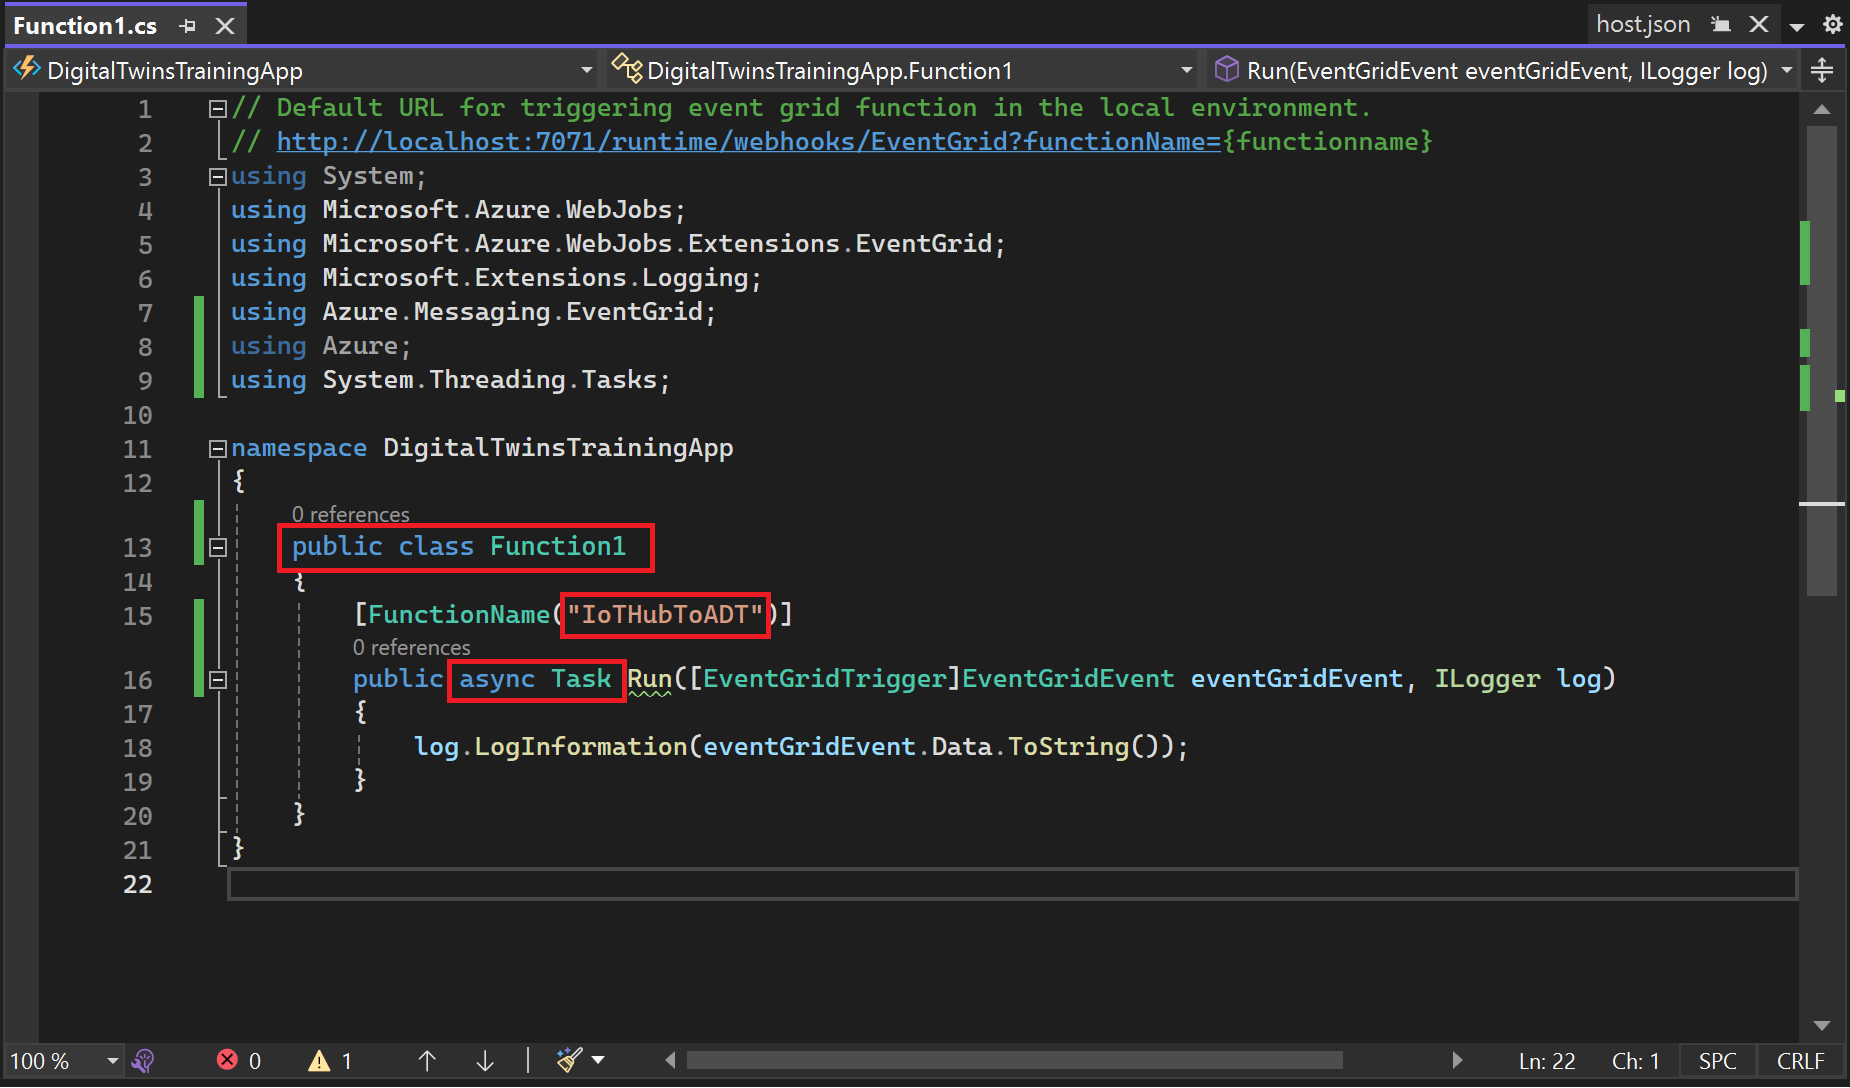 Function1.cs
host.json
DigitalTwinsTrainingApp
DigitalTwinsTrainingApp.Function1
Run(EventGridEvent eventGridEvent, ILogger log)
1 // Default URL for triggering event grid function in the local environment.
2 // http://localhost:7071/runtime/webhooks/EventGrid?functionName={functionname}
3 using System;
4 using Microsoft.Azure.WebJobs;
5 using Microsoft.Azure.WebJobs.Extensions.EventGrid;
6 using Microsoft.Extensions.Logging;
7 using Azure.Messaging.EventGrid;
8 using Azure;
9 using System.Threading.Tasks;
10
11 namespace DigitalTwinsTrainingApp
12 {
0 references
13 public class Function1
14 {
15 [FunctionName("IoTHubToADT")]
0 references
16 public async Task Run([EventGridTrigger]EventGridEvent eventGridEvent, ILogger log)
17 {
18 log.LogInformation(eventGridEvent.Data.ToString());
19 }
20 }
21 }
22
100 % 0 1 Ln: 22 Ch: 1 SPC CRLF